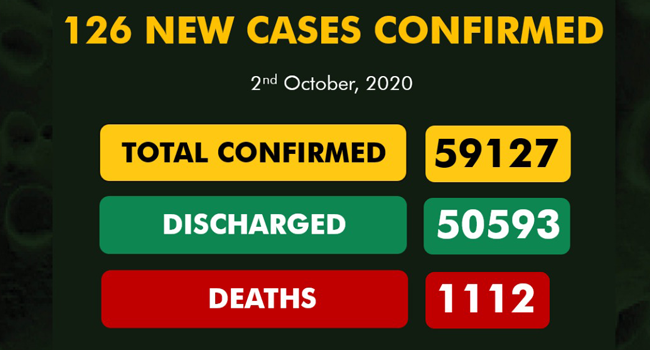 126 NEW CASES CONFIRMED
2nd October, 2020
TOTAL CONFIRMED 59127
DISCHARGED 50593
DEATHS 1112